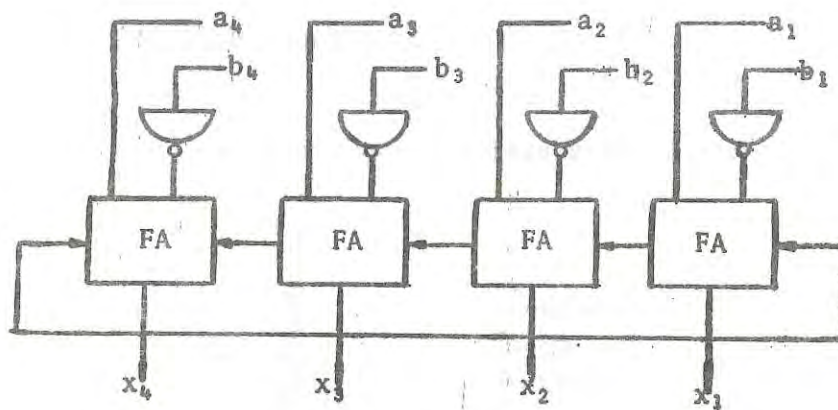 a₄ a₃ a₂ a₁
b₄ b₃ b₂ b₁
FA FA FA FA
x₄ x₃ x₂ x₁